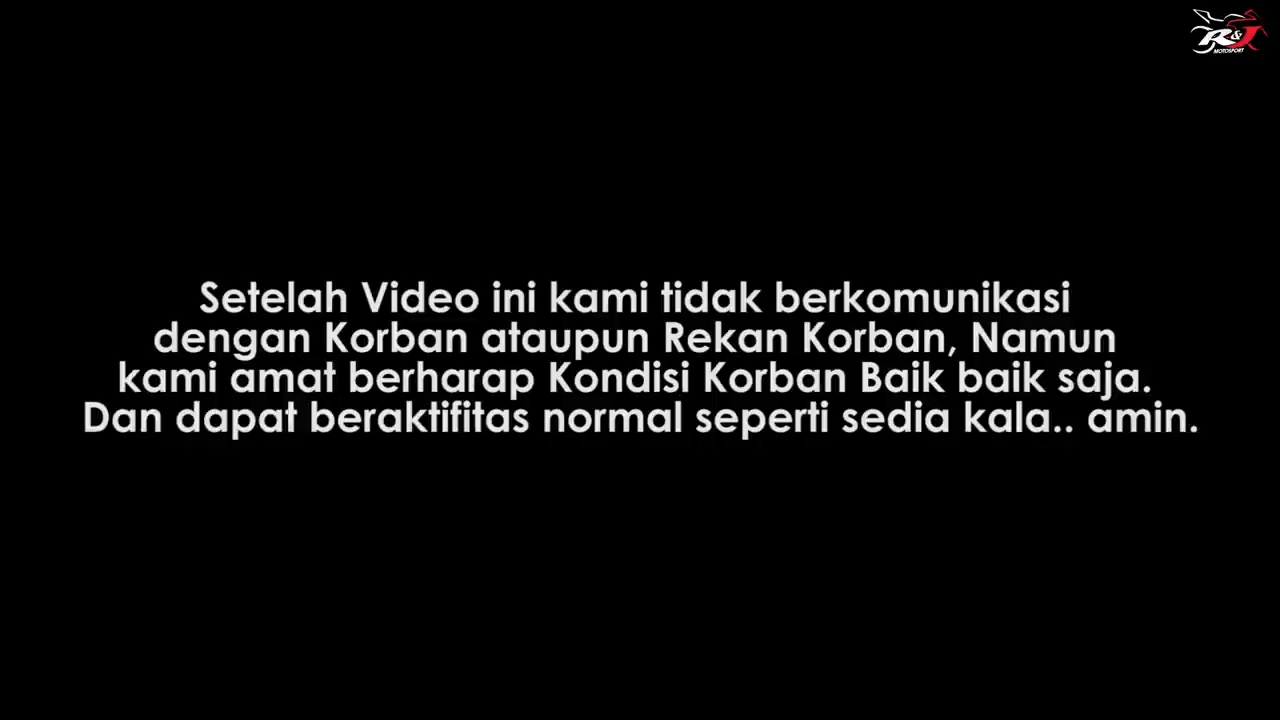 R&J
MOTOSPORT
Setelah Video ini kami tidak berkomunikasi
dengan Korban ataupun Rekan Korban, Namun
kami amat berharap Kondisi Korban Baik baik saja.
Dan dapat beraktifitas normal seperti sedia kala.. amin.